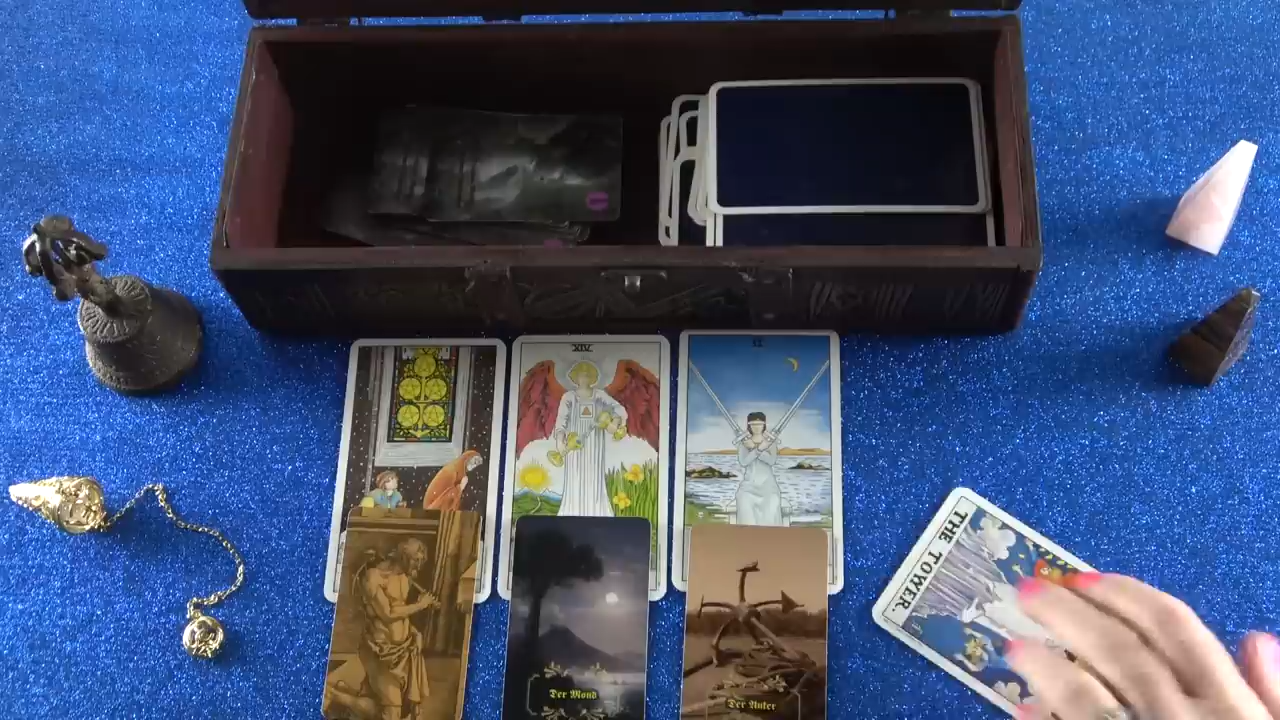 XIV
II
THE TOWER.
Der Mond
Der Anker